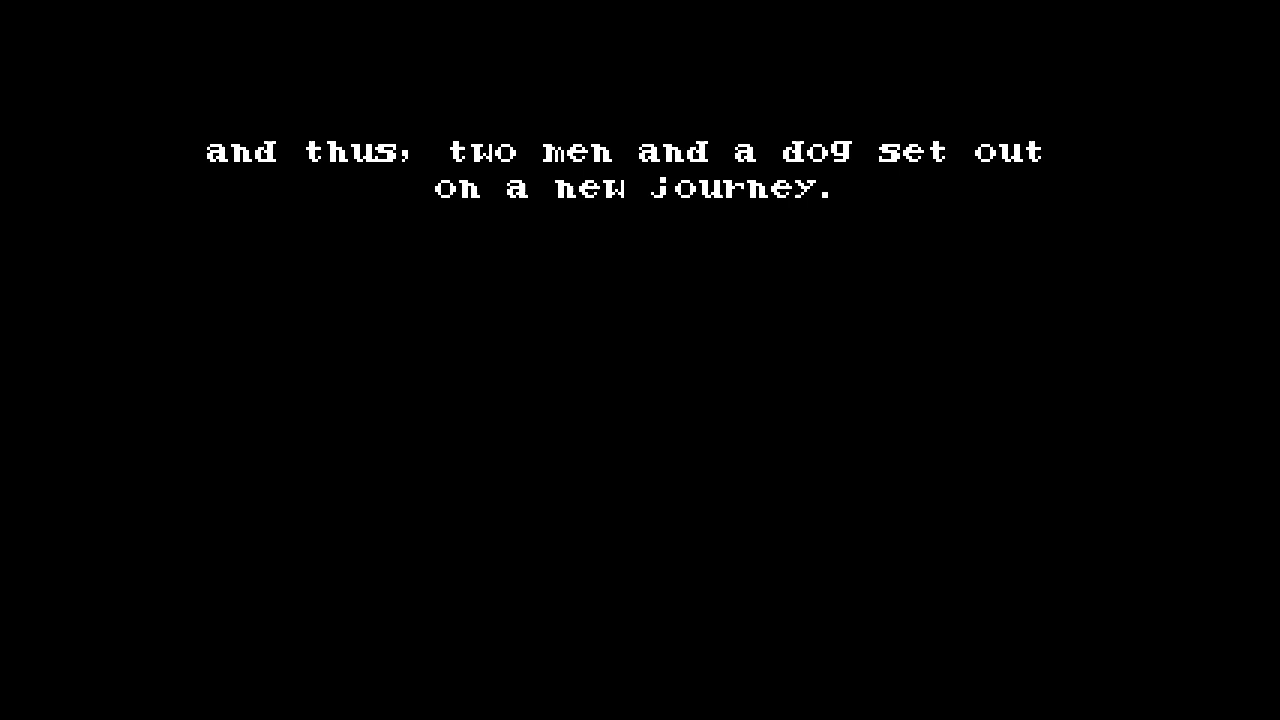 and thus, two men and a dog set out
on a new journey.